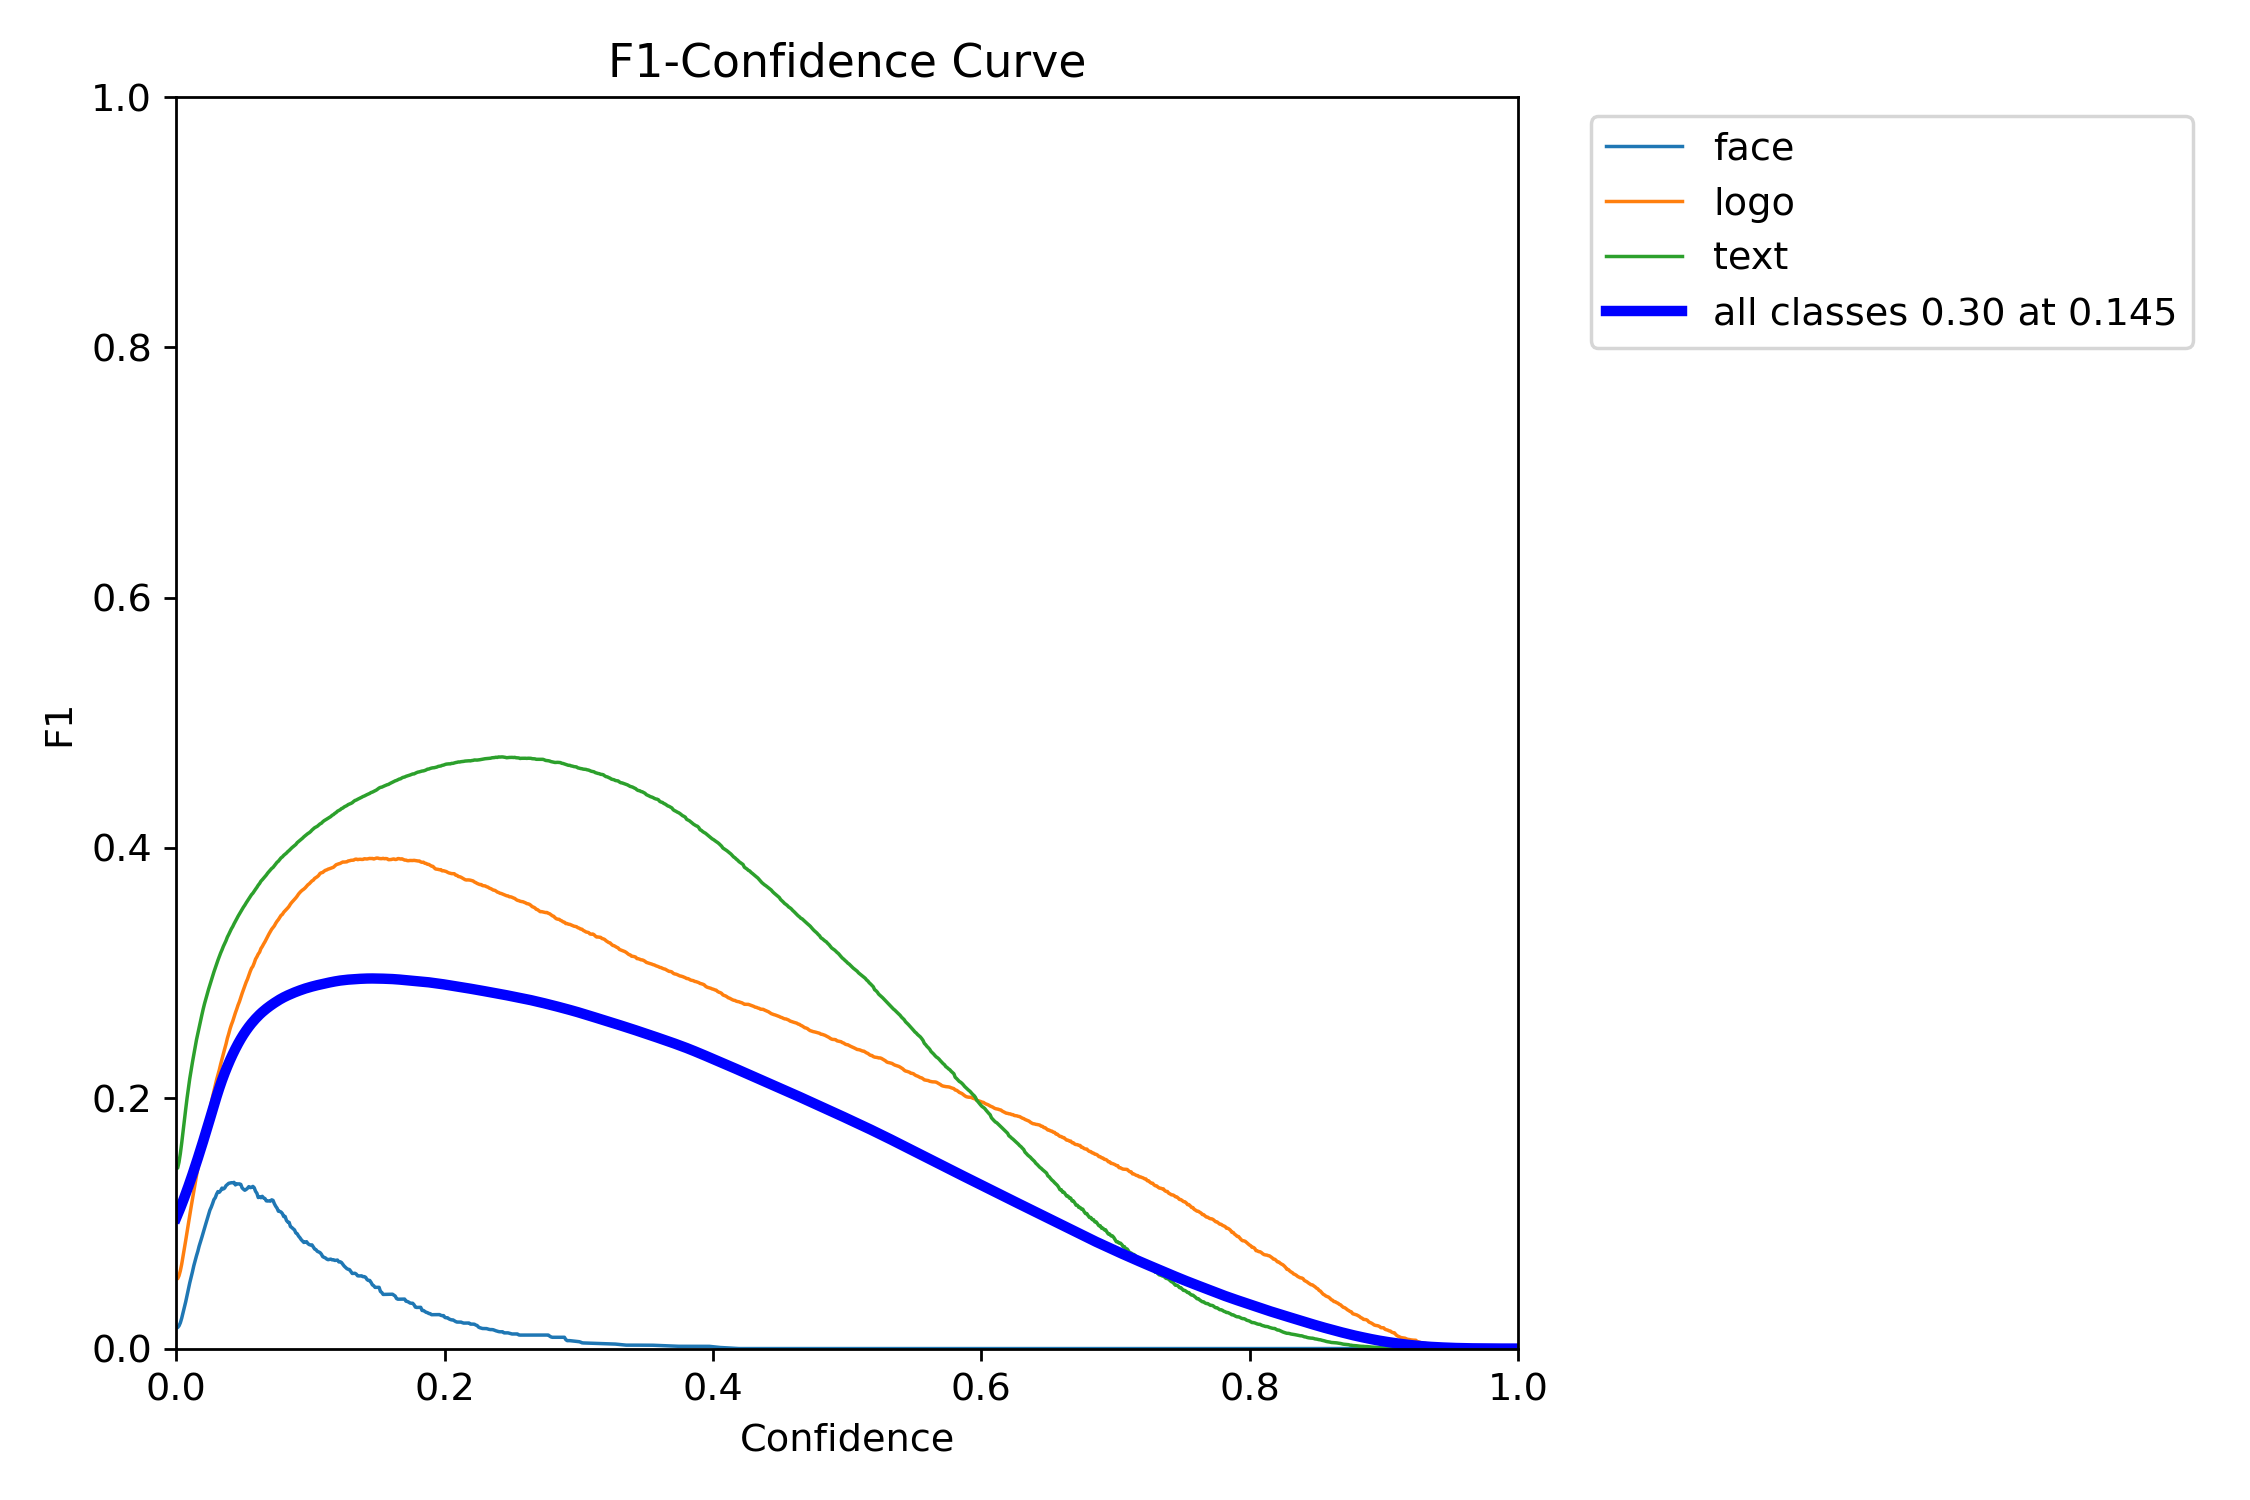 F1-Confidence Curve
1.0
0.8
0.6
0.4
0.2
0.0
F1
0.0 0.2 0.4 0.6 0.8 1.0
Confidence
face
logo
text
all classes 0.30 at 0.145